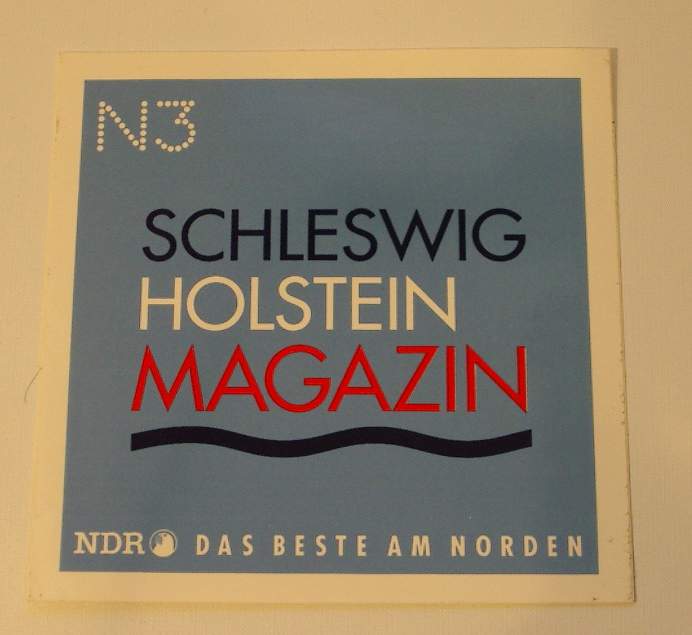 N3
SCHLESWIG
HOLSTEIN
MAGAZIN
NDR DAS BESTE AM NORDEN